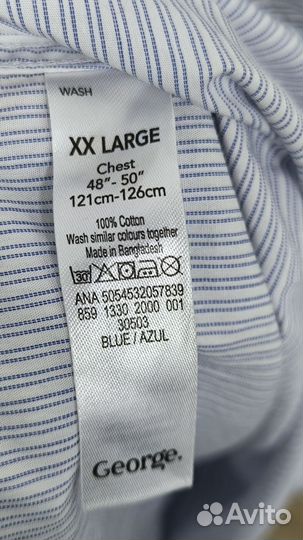 WASH
XX LARGE
Chest
48"- 50"
121cm-126cm
100% Cotton
Wash similar colours together
Made in Bangladesh
30
ANA 5054532057839
859 1330 2000 001
30503
BLUE / AZUL
George.
Avito